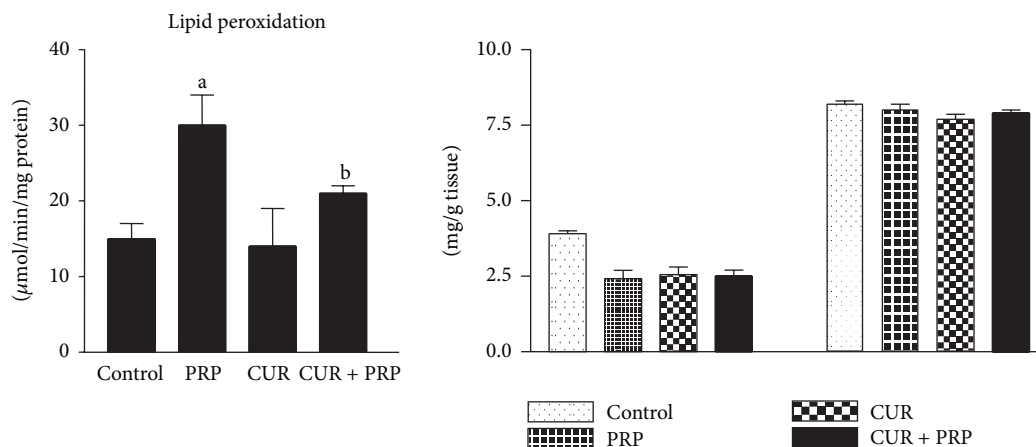 Lipid peroxidation
40
30
20
10
0
(μmol/min/mg protein)
a
b
Control PRP CUR CUR + PRP
10.0
7.5
5.0
2.5
0.0
(mg/g tissue)
Control
PRP
CUR
CUR + PRP